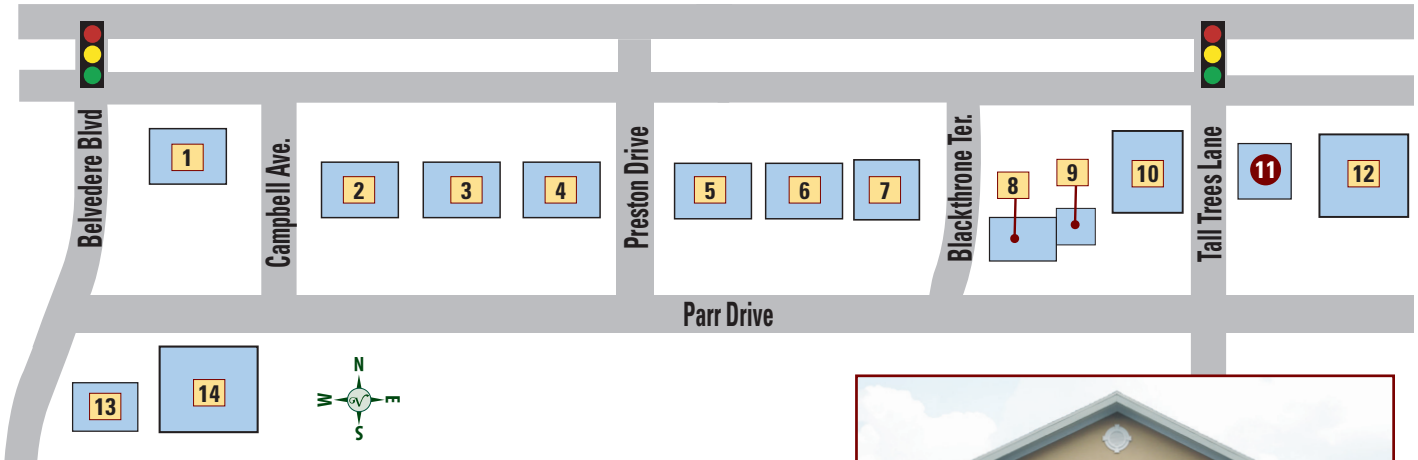 Belvedere Blvd
Campbell Ave.
Preston Drive
Blackthrone Ter.
Tall Trees Lane
1
2
3
4
5
6
7
8
9
10
11
12
Parr Drive
13
14
N
W
V
E
S